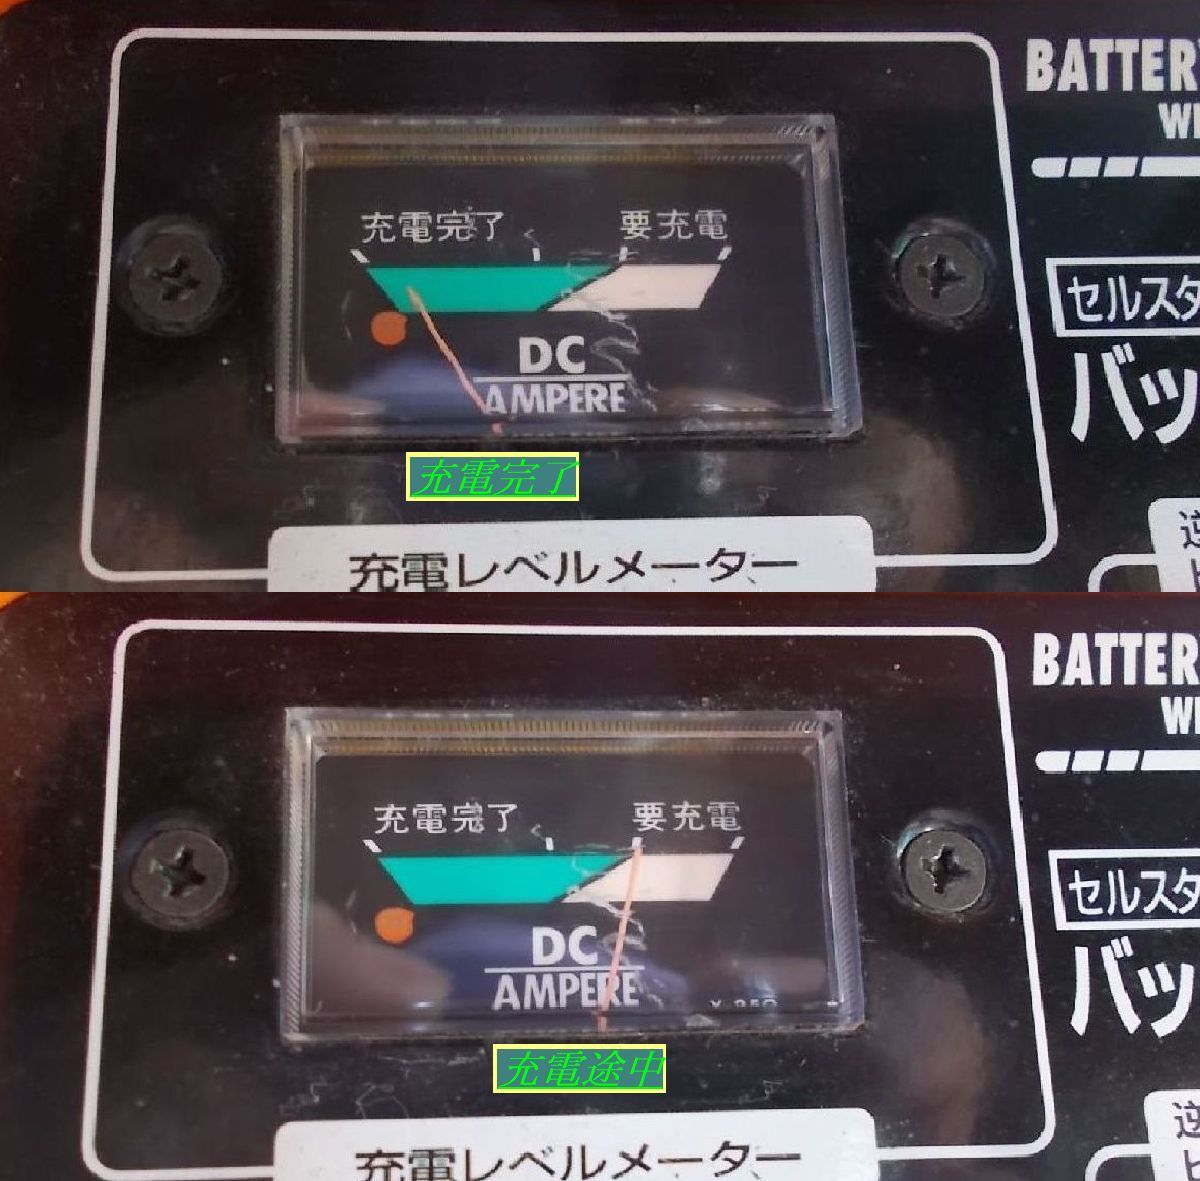 BATTER
充電完了 要充電
セルスタ
バッ
DC
AMPERE
充電完了
充電レベルメーター
BATTER
充電完了 要充電
セルスタ
バッ
DC
AMPERE
充電途中
充電レベルメーター